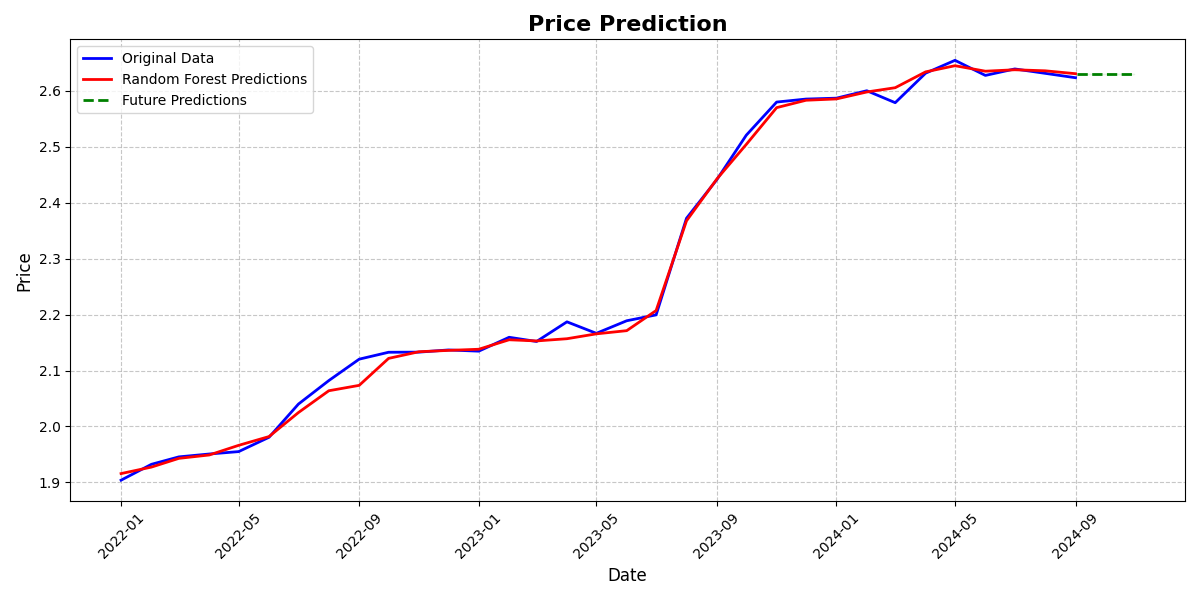 Price Prediction
Original Data
Random Forest Predictions
Future Predictions
Price
2.6
2.5
2.4
2.3
2.2
2.1
2.0
1.9
2022-01
2022-05
2022-09
2023-01
2023-05
2023-09
2024-01
2024-05
2024-09
Date